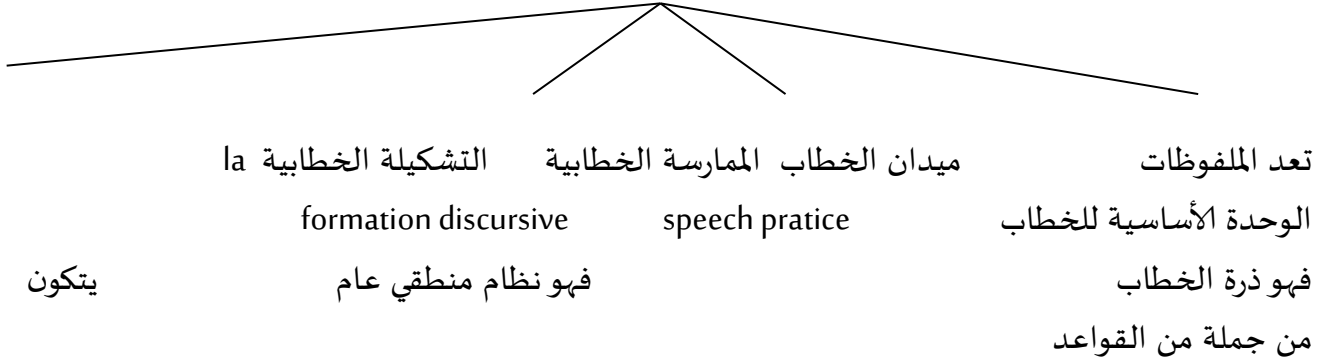 تعد الملفوظات ميدان الخطاب الممارسة الخطابية التشكيلة الخطابية la
الوحدة الأساسية للخطاب speech pratice formation discursive
فهو ذرة الخطاب فهو نظام منطقي عام يتكون
من جملة من القواعد